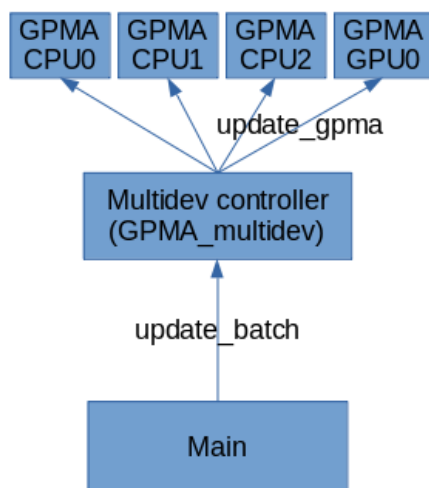 GPMA
CPU0
GPMA
CPU1
GPMA
CPU2
GPMA
GPU0
update_gpma
Multidev controller
(GPMA_multidev)
update_batch
Main